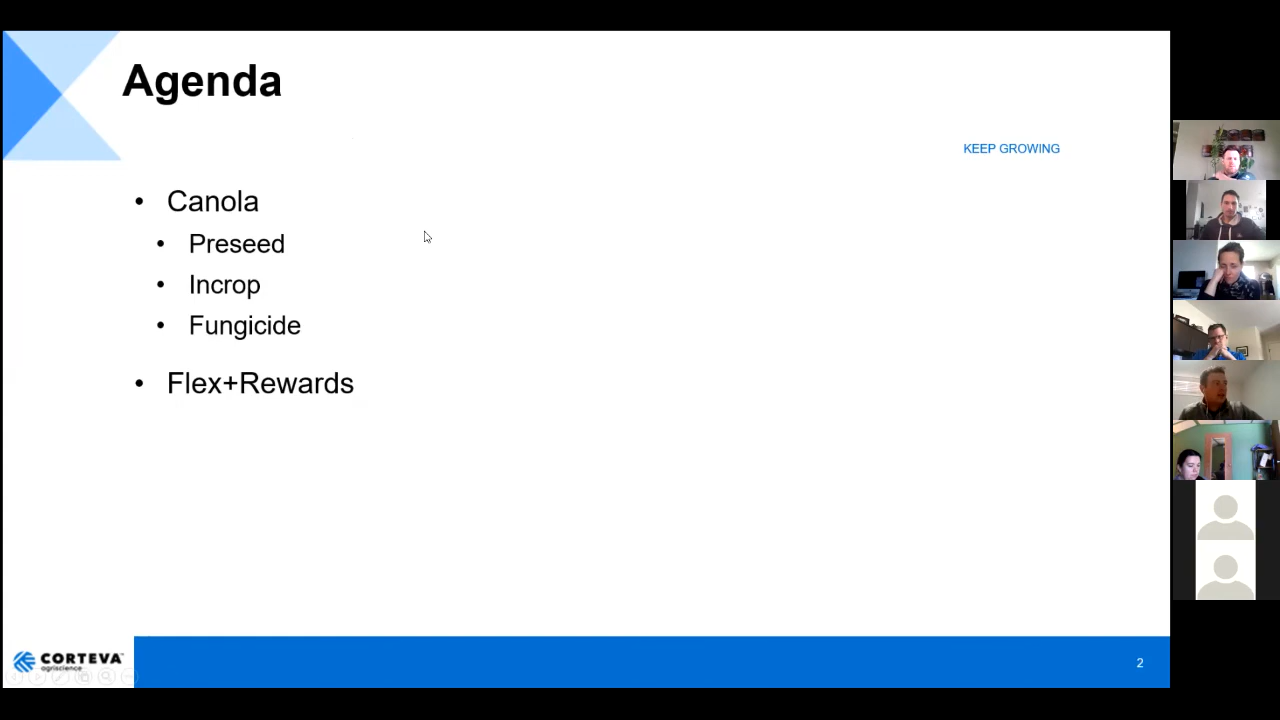 Agenda
KEEP GROWING
• Canola
• Preseed
• Incrop
• Fungicide
• Flex+Rewards
CORTEVA
agriscience
2